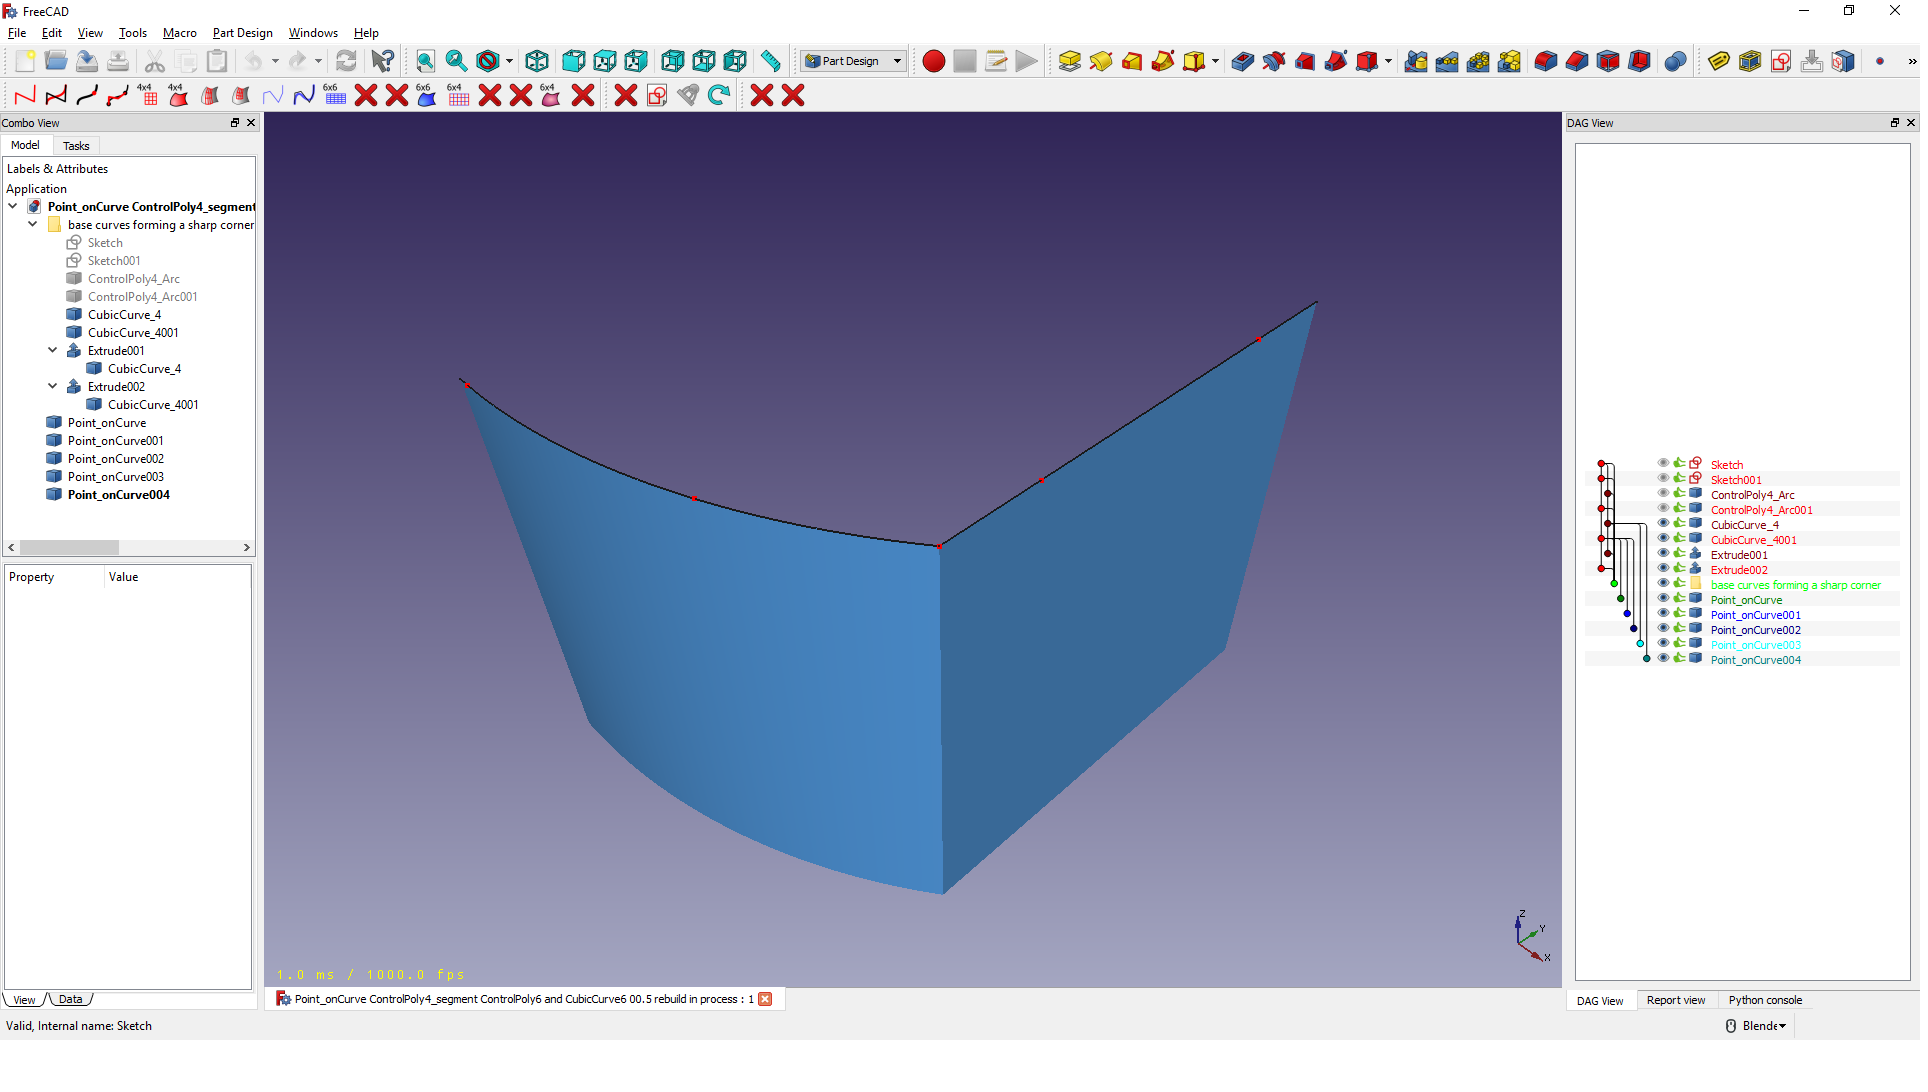 FreeCAD
File Edit View Tools Macro Part Design Windows Help
Part Design
4x4 4x4 6x6 6x6 6x4 6x4
Combo View
Model Tasks
Labels & Attributes
Application
Point_onCurve ControlPoly4_segment
base curves forming a sharp corner
Sketch
Sketch001
ControlPoly4_Arc
ControlPoly4_Arc001
CubicCurve_4
CubicCurve_4001
Extrude001
CubicCurve_4
Extrude002
CubicCurve_4001
Point_onCurve
Point_onCurve001
Point_onCurve002
Point_onCurve003
Point_onCurve004
Property Value
View Data
Z
Y
X
1.0 ms / 1000.0 fps
Point_onCurve ControlPoly4_segment ControlPoly6 and CubicCurve6 00.5 rebuild in process : 1
DAG View
Sketch
Sketch001
ControlPoly4_Arc
ControlPoly4_Arc001
CubicCurve_4
CubicCurve_4001
Extrude001
Extrude002
base curves forming a sharp corner
Point_onCurve
Point_onCurve001
Point_onCurve002
Point_onCurve003
Point_onCurve004
DAG View Report view Python console
Valid, Internal name: Sketch
Blende